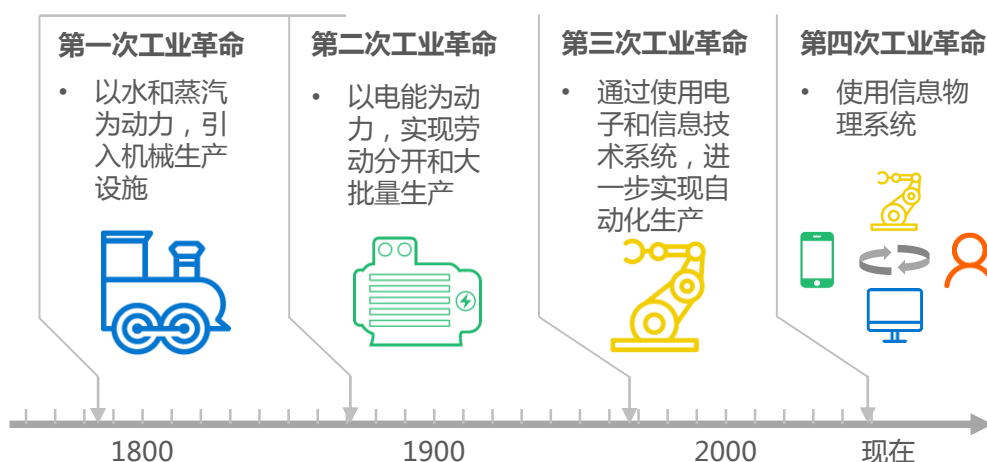 第一次工业革命
• 以水和蒸汽
为动力，引
入机械生产
设施
第二次工业革命
• 以电能为动
力，实现劳
动分开和大
批量生产
第三次工业革命
• 通过使用电
子和信息技
术系统，进
一步实现自
动化生产
第四次工业革命
• 使用信息物
理系统
1800
1900
2000
现在